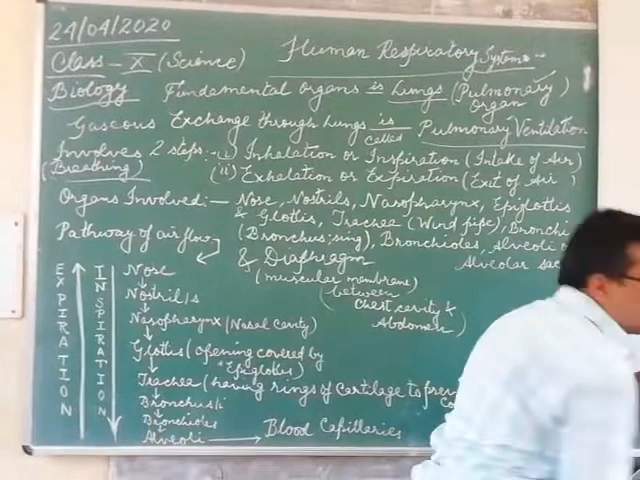 24/04/2020
Class - X (Science) Human Respiratory System:-
Biology Fundamental Organs is Lungs (Pulmonary Organ)
Gaseous Exchange through lungs is called Pulmonary Ventilation
Involves 2 steps:- (i) Inhalation or Inspiration (Intake of Air)
(Breathing) (ii) Exhalation or Expiration (Exit of Air)
Organs Involved:- Nose, Nostrils, Nasopharynx, Epiglottis
& Glottis, Trachee (Wind pipe), Bronchi
(Bronchus; sing), Bronchioles, Alveoli or
Alveolar sac
& Diaphragm
(muscular membrane)
(between
Chest cavity &
Abdomen)
Pathway of air flow
EXPIRATION
INSPIRATION
Nose
Nostrils
Nasopharynx / Nasal cavity)
Glottis (opening covered by
Epiglottis)
Trachee (having rings of cartilage to
Bronchus/i
Bronchioles
Alveoli → Blood Capillaries